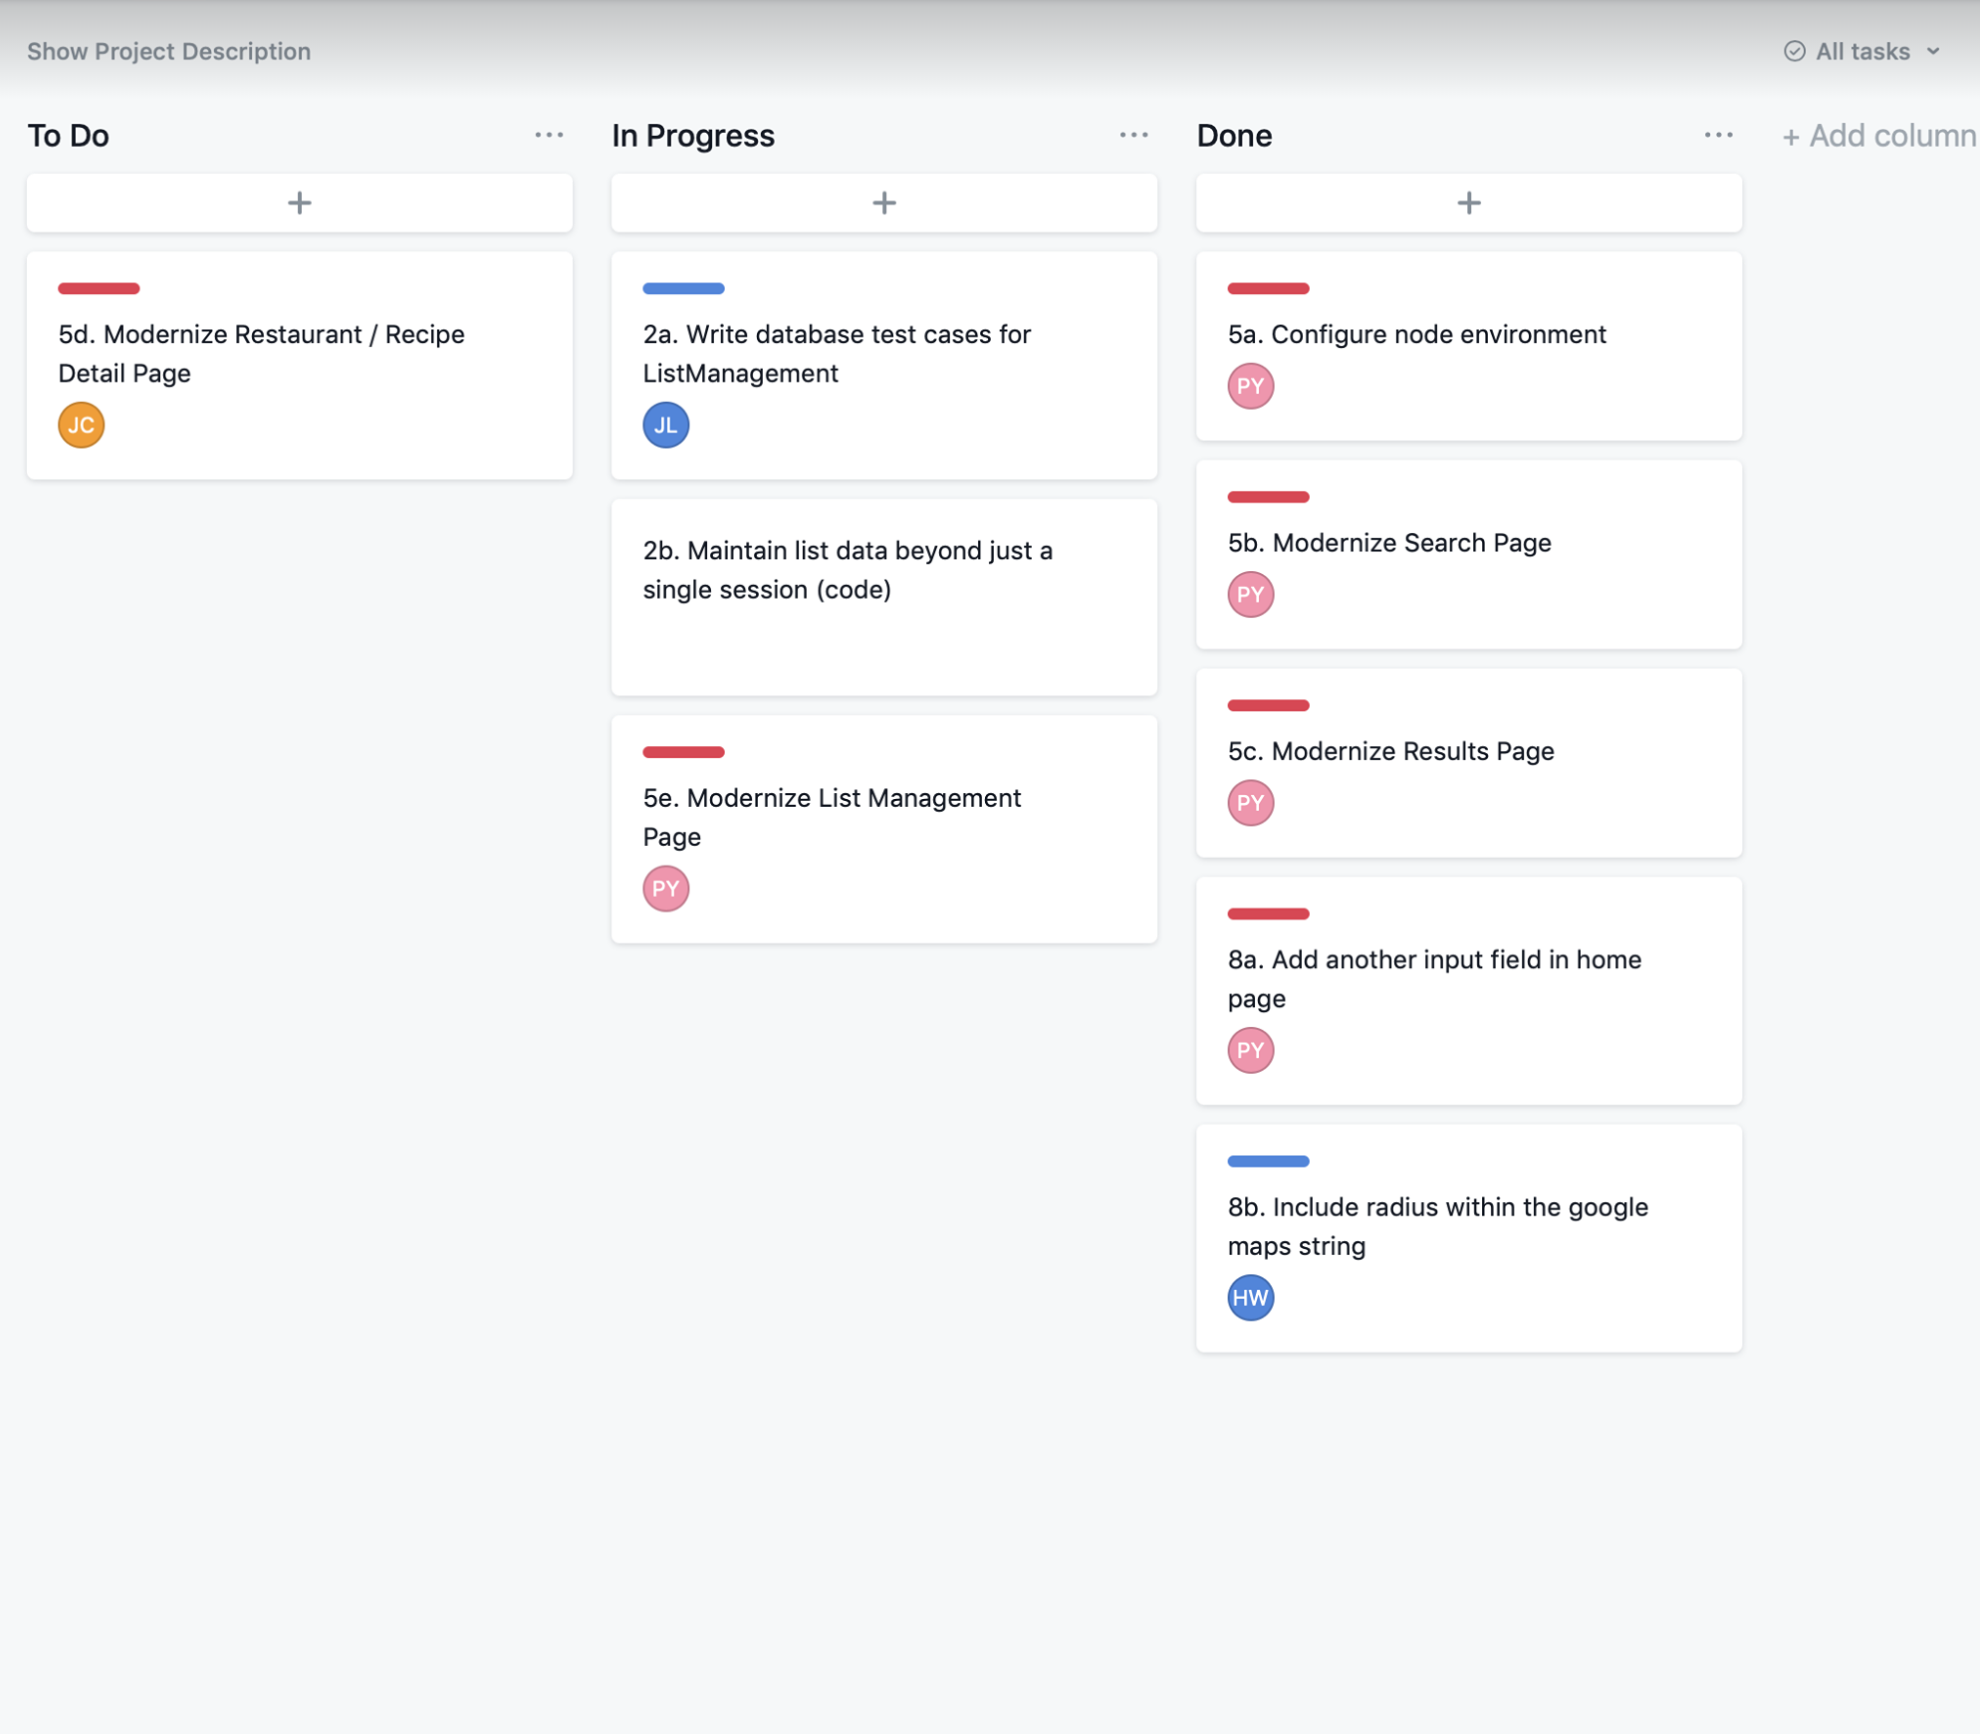 Show Project Description
All tasks
To Do
...
In Progress
...
Done
...
+ Add column
+
+
+
5d. Modernize Restaurant / Recipe
Detail Page
JC
2a. Write database test cases for
ListManagement
JL
2b. Maintain list data beyond just a
single session (code)
5e. Modernize List Management
Page
PY
5a. Configure node environment
PY
5b. Modernize Search Page
PY
5c. Modernize Results Page
PY
8a. Add another input field in home
page
PY
8b. Include radius within the google
maps string
HW